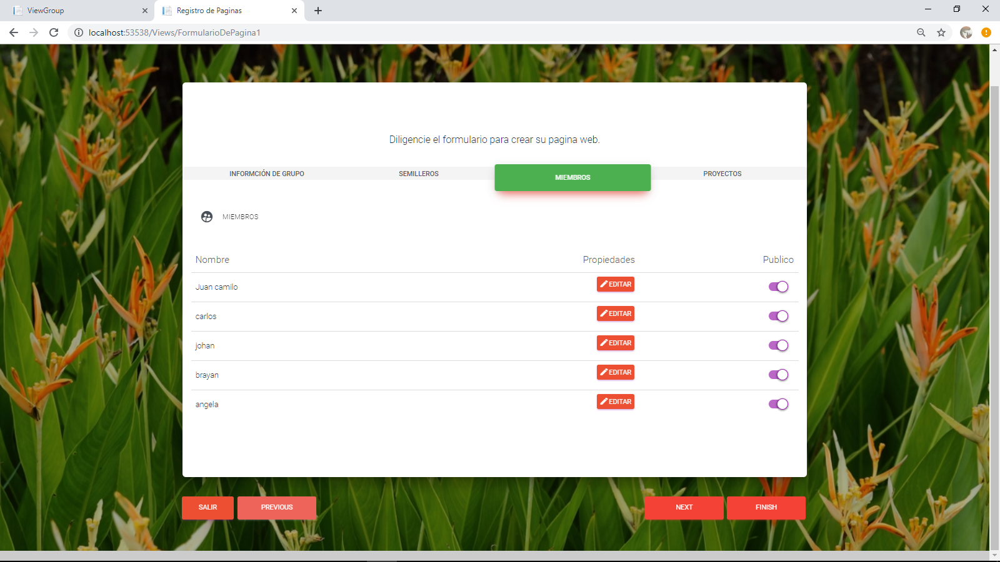 ViewGroup
Registro de Paginas
localhost:53538/Views/FormularioDePagina1
Diligencie el formulario para crear su pagina web.
INFORMCIÓN DE GRUPO
SEMILLEROS
MIEMBROS
PROYECTOS
MIEMBROS
Nombre Propiedades Publico
Juan camilo EDITAR
carlos EDITAR
johan EDITAR
brayan EDITAR
angela EDITAR
SALIR
PREVIOUS
NEXT
FINISH